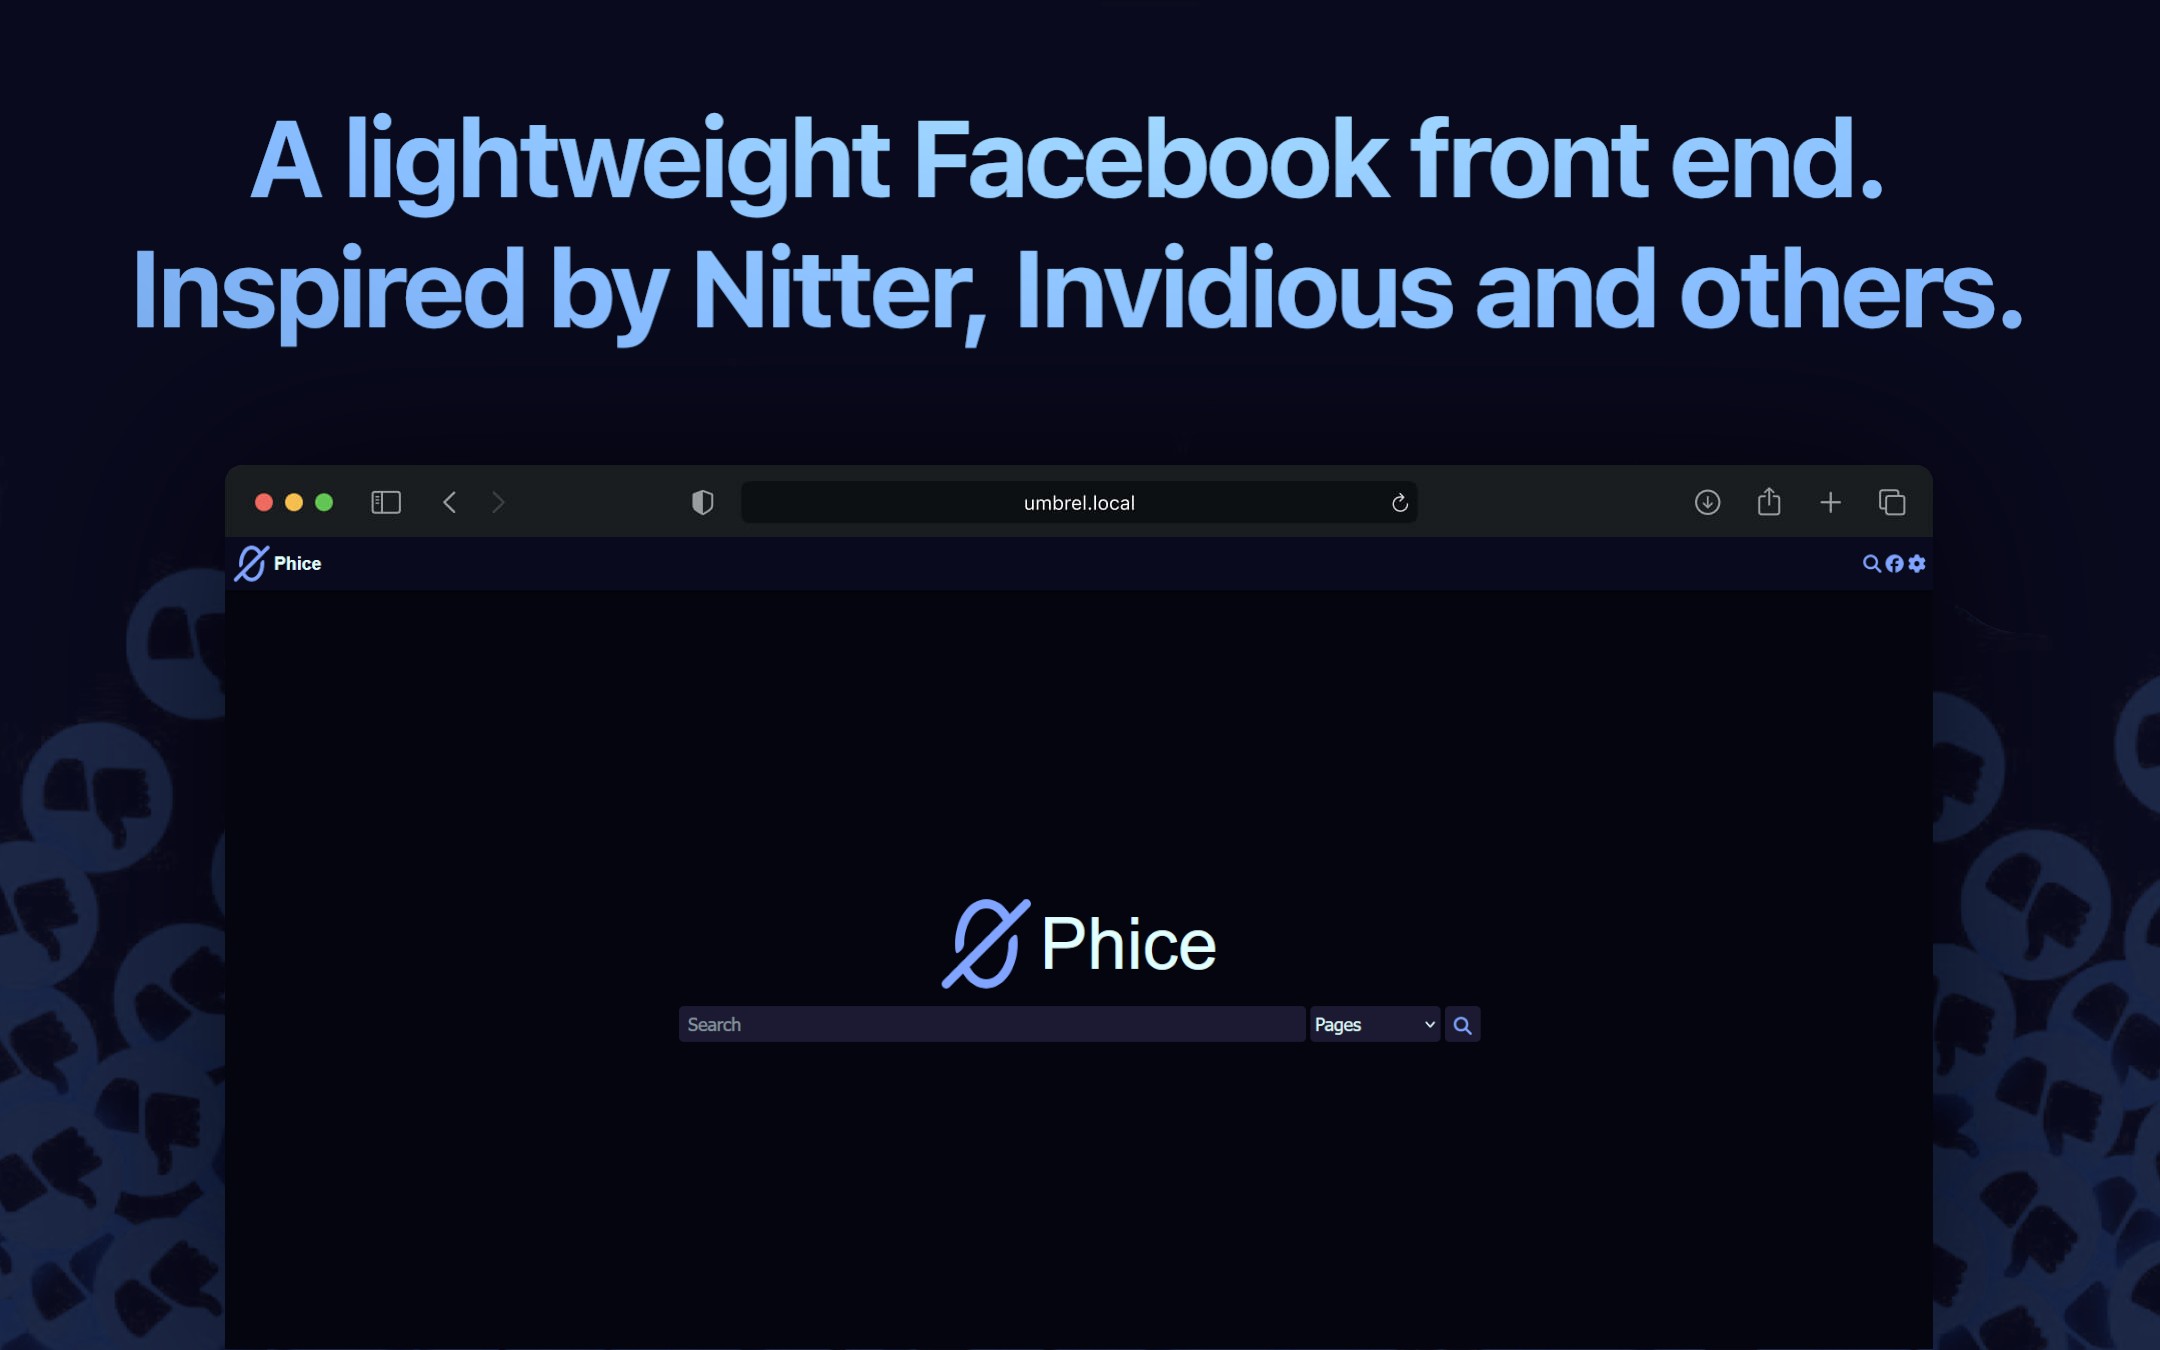 A lightweight Facebook front end.
Inspired by Nitter, Invidious and others.
umbrel.local
Phice
Phice
Search Pages